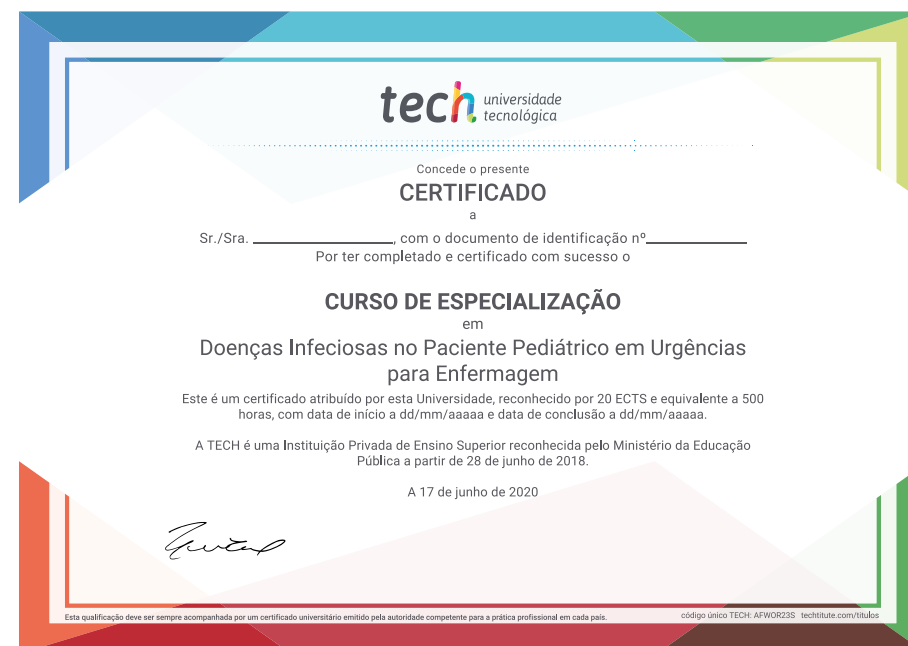 tech universidade
tecnológica
Concede o presente
CERTIFICADO
a
Sr./Sra. ____________, com o documento de identificação nº____________
Por ter completado e certificado com sucesso o
CURSO DE ESPECIALIZAÇÃO
em
Doenças Infeciosas no Paciente Pediátrico em Urgências
para Enfermagem
Este é um certificado atribuído por esta Universidade, reconhecido por 20 ECTS e equivalente a 500
horas, com data de início a dd/mm/aaaaa e data de conclusão a dd/mm/aaaaa.
A TECH é uma Instituição Privada de Ensino Superior reconhecida pelo Ministério da Educação
Pública a partir de 28 de junho de 2018.
A 17 de junho de 2020
Esta qualificação deve ser sempre acompanhada por um certificado universitário emitido pela autoridade competente para a prática profissional em cada país.
código único TECH: AFWOR23S techtitute.com/titulos